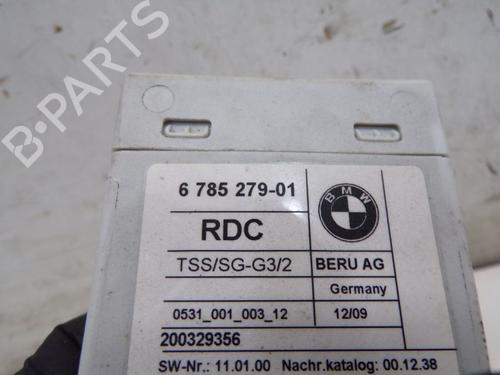 B-PARTS
6 785 279-01
BMW
RDC
TSS/SG-G3/2 BERU AG
Germany
0531_001_003_12 12/09
200329356
SW-Nr.: 11.01.00 Nachr.katalog: 00.12.38